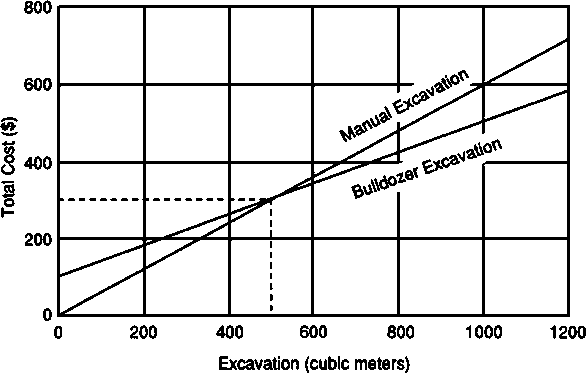 800
600
400
200
0
Total Cost ($)
Manual Excavation
Bulldozer Excavation
0 200 400 600 800 1000 1200
Excavation (cubic meters)